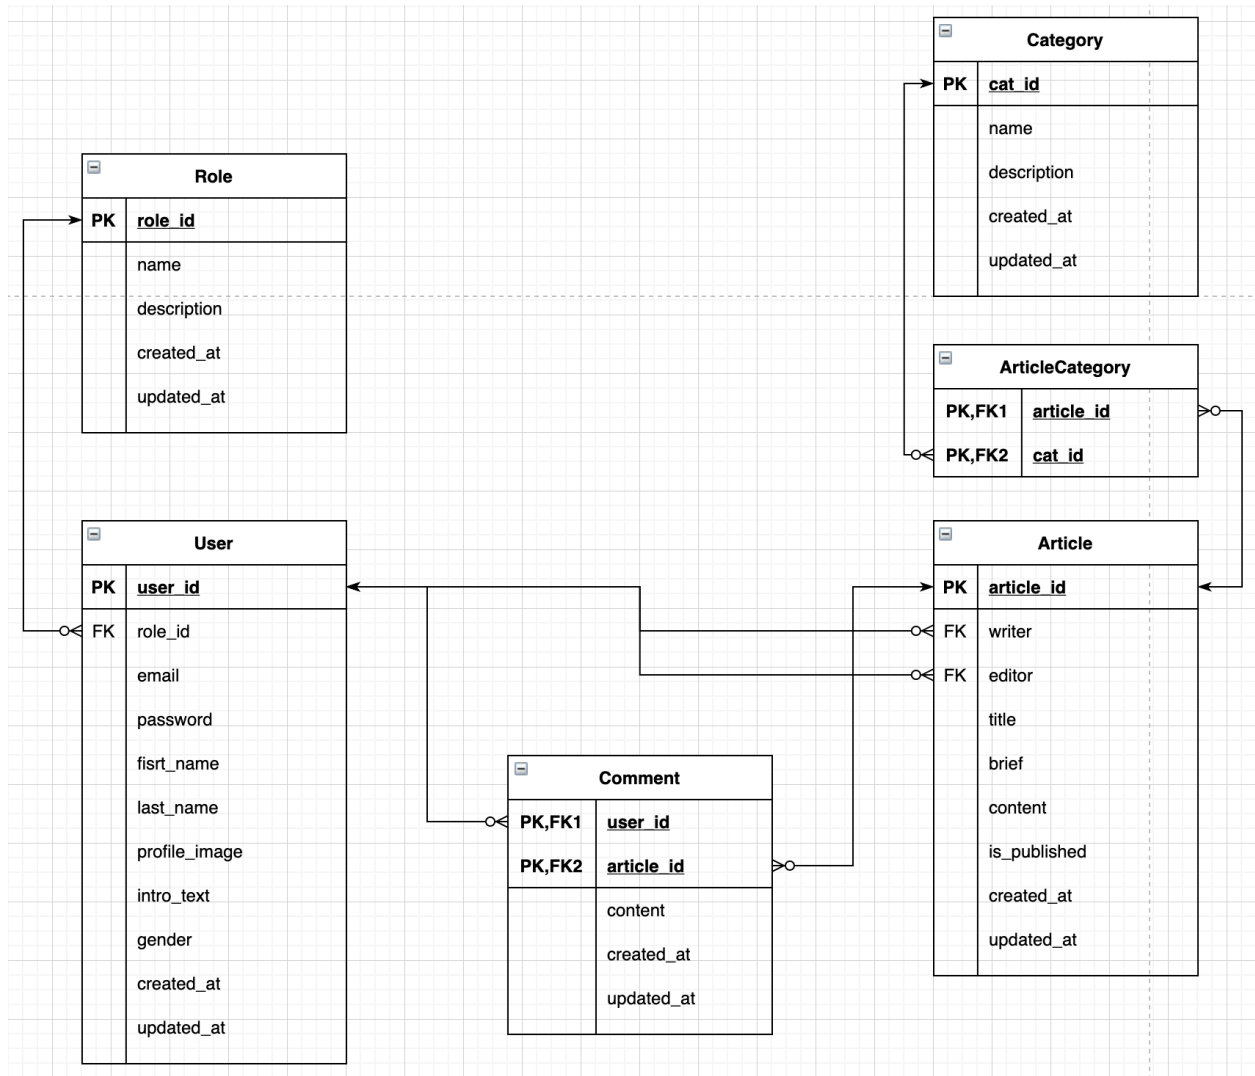 Category
PK cat_id
name
description
created_at
updated_at
Role
PK role_id
name
description
created_at
updated_at
ArticleCategory
PK,FK1 article_id
PK,FK2 cat_id
User
PK user_id
FK role_id
email
password
fisrt_name
last_name
profile_image
intro_text
gender
created_at
updated_at
Comment
PK,FK1 user_id
PK,FK2 article_id
content
created_at
updated_at
Article
PK article_id
FK writer
FK editor
title
brief
content
is_published
created_at
updated_at